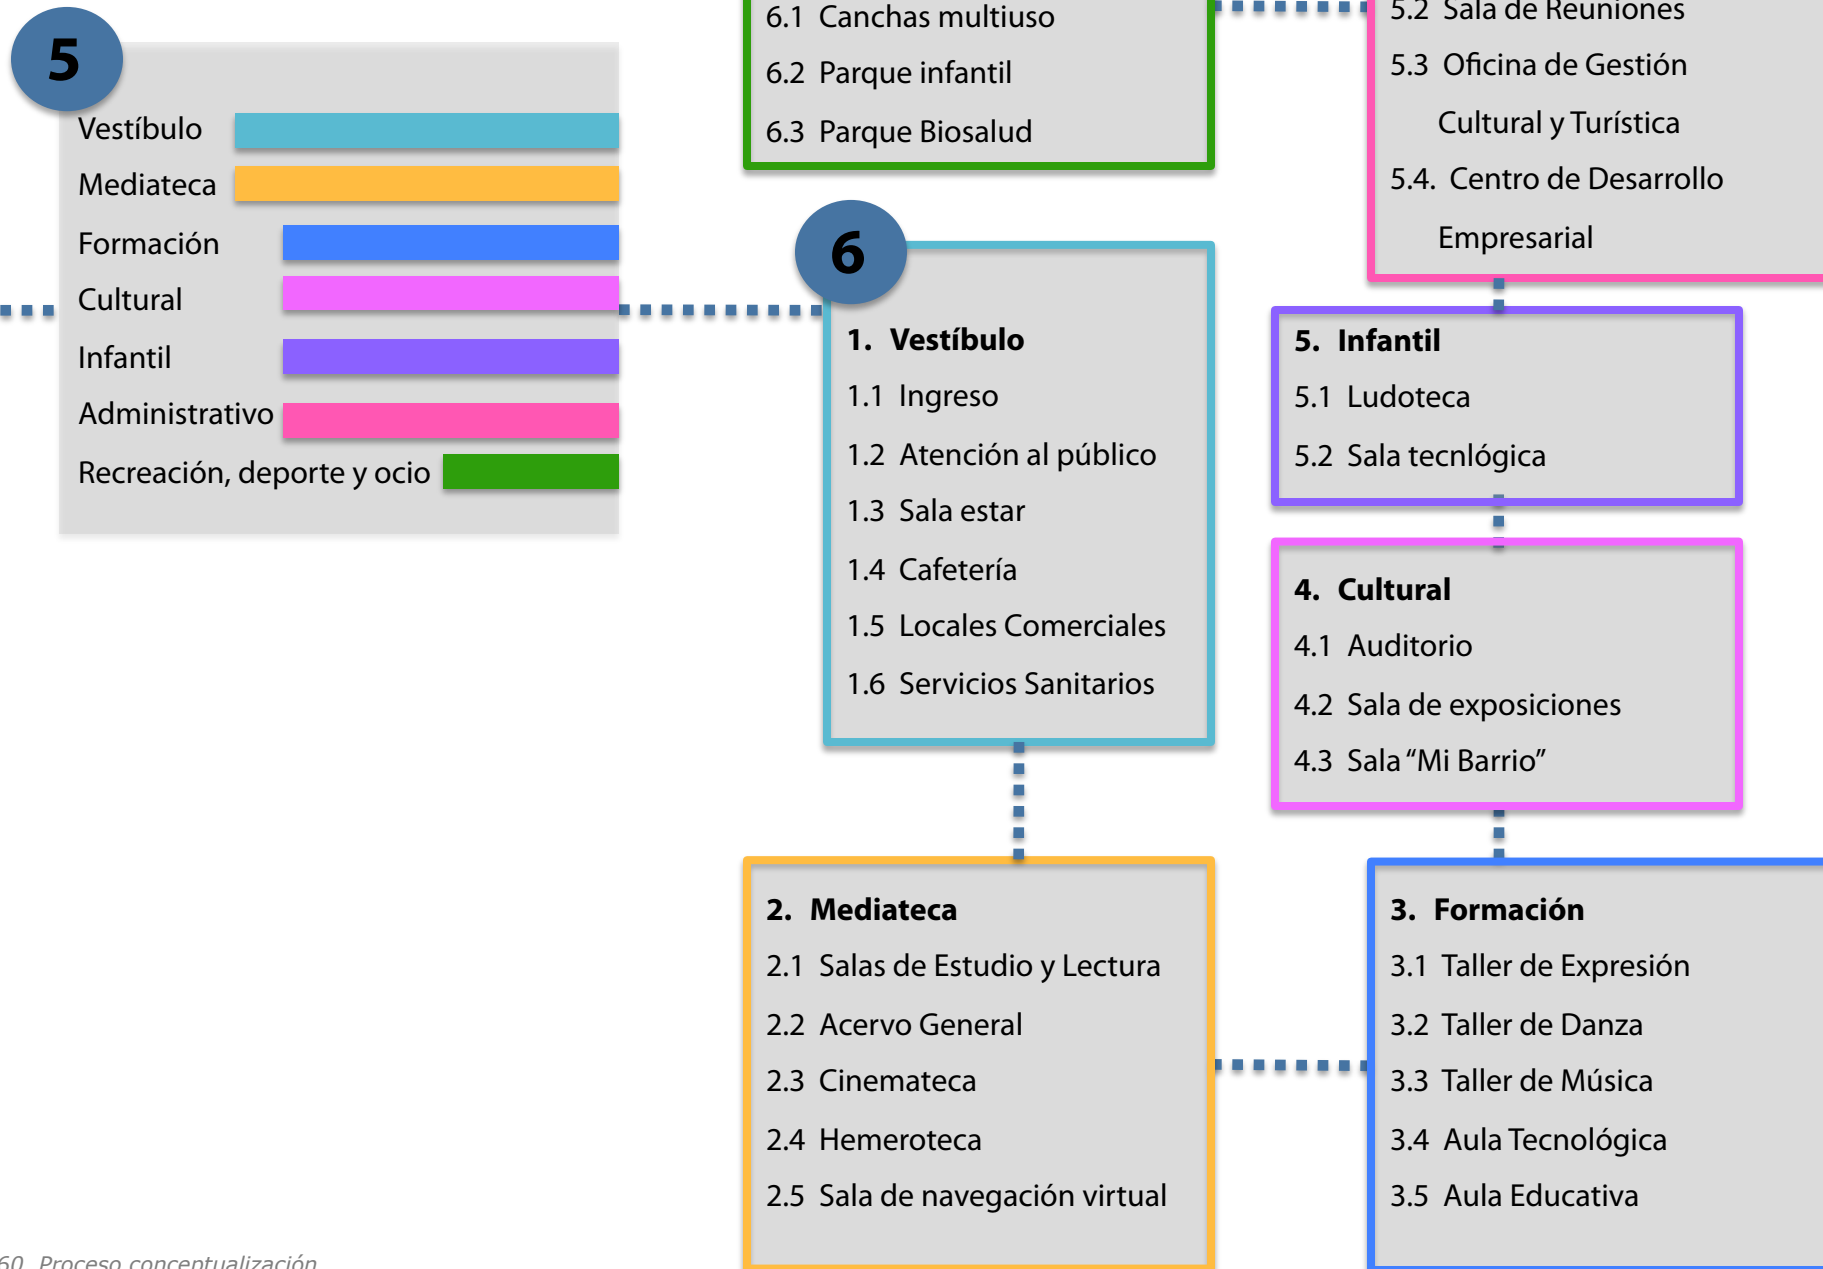 5
Vestíbulo
Mediateca
Formación
Cultural
Infantil
Administrativo
Recreación, deporte y ocio
6.1 Canchas multiuso
6.2 Parque infantil
6.3 Parque Biosalud
5.2 Sala de Reuniones
5.3 Oficina de Gestión
Cultural y Turística
5.4. Centro de Desarrollo
Empresarial
6
1. Vestíbulo
1.1 Ingreso
1.2 Atención al público
1.3 Sala estar
1.4 Cafetería
1.5 Locales Comerciales
1.6 Servicios Sanitarios
5. Infantil
5.1 Ludoteca
5.2 Sala tecnlógica
4. Cultural
4.1 Auditorio
4.2 Sala de exposiciones
4.3 Sala “Mi Barrio”
2. Mediateca
2.1 Salas de Estudio y Lectura
2.2 Acervo General
2.3 Cinemateca
2.4 Hemeroteca
2.5 Sala de navegación virtual
3. Formación
3.1 Taller de Expresión
3.2 Taller de Danza
3.3 Taller de Música
3.4 Aula Tecnológica
3.5 Aula Educativa
60. Proceso conceptualización